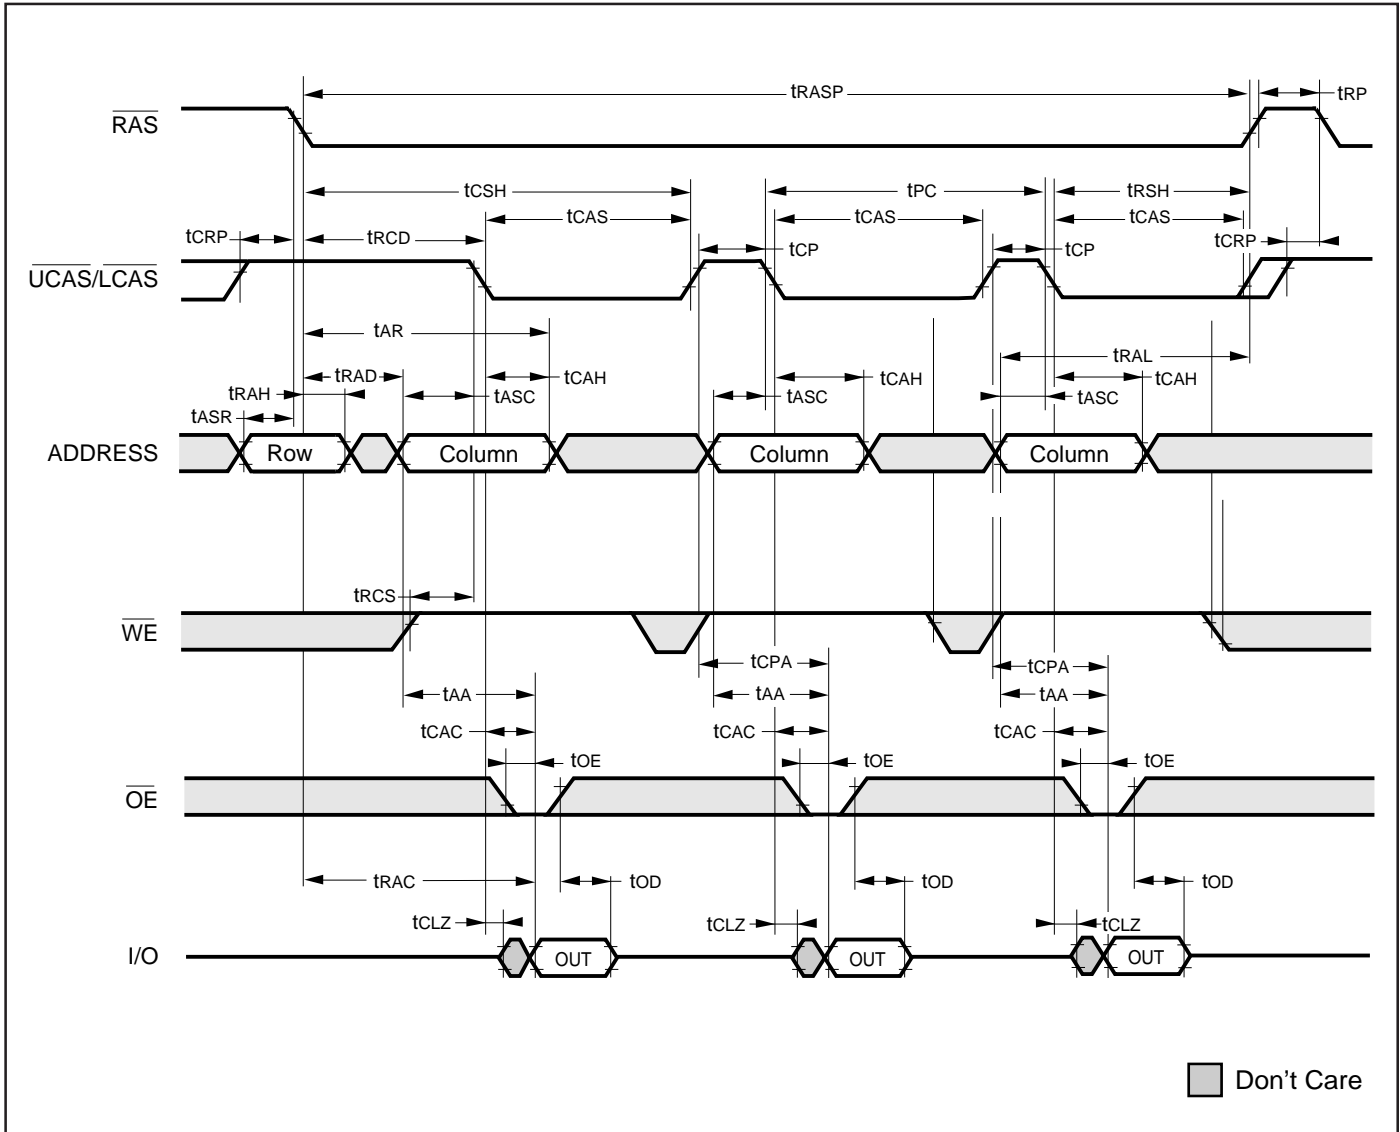 tRASP
tRP
RAS
tCSH
tPC
tRSH
tCAS
tCAS
tCAS
tCRP
tRCD
tCP
tCP
tCRP
UCAS/LCAS
tAR
tRAL
tRAH
tRAD
tCAH
tCAH
tCAH
tASR
tASC
tASC
tASC
ADDRESS
Row
Column
Column
Column
tRCS
WE
tCPA
tCPA
tAA
tAA
tAA
tCAC
tCAC
tCAC
tOE
tOE
tOE
OE
tRAC
tOD
tOD
tOD
tCLZ
tCLZ
tCLZ
I/O
OUT
OUT
OUT
Don't Care